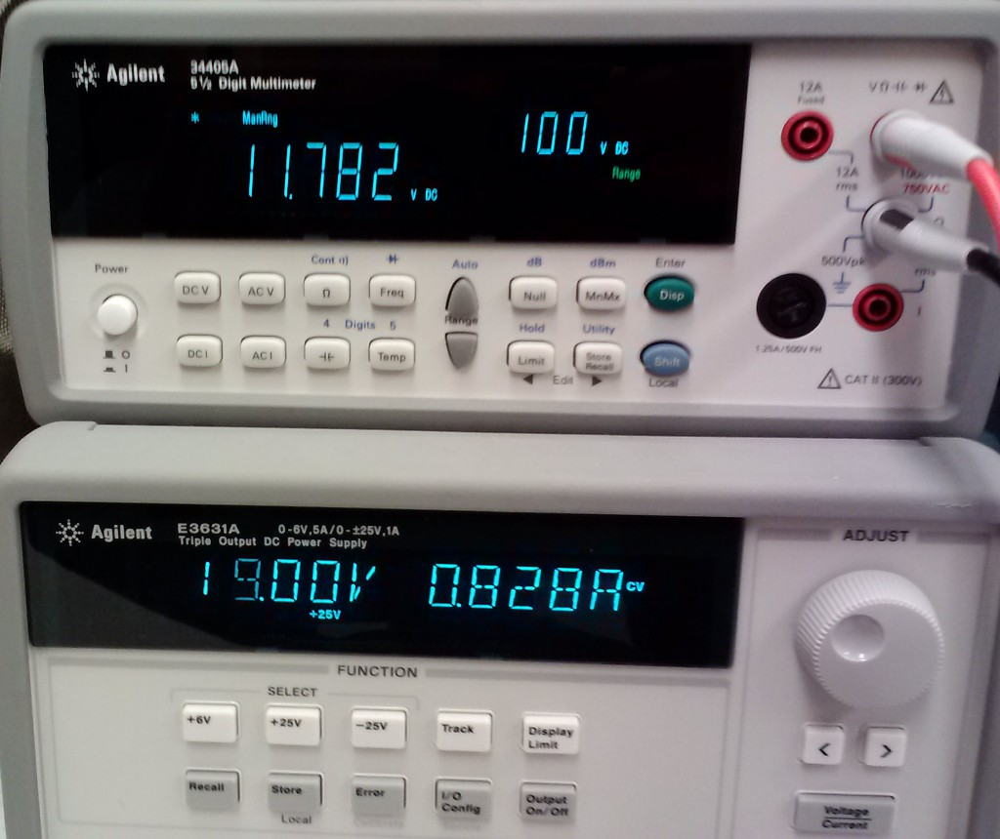 Agilent
34405A
5½ Digit Multimeter
* ManRng
11.782 V DC
100 V DC
Range
12A
Fused
12A
rms
750VAC
500Vpk
rms
I
1.25A/500V FH
CAT II (300V)
Power
O
I
DC V
AC V
Cont
Ω
Freq
Auto
Range
dB
Null
dBm
MnMx
Enter
Disp
DC I
AC I
4 Digits 5
Temp
Hold
Limit
Utility
Store
Recall
Edit
Shift
Local
Agilent
E3631A 0-6V,5A/0-±25V,1A
Triple Output DC Power Supply
19.00V 0.828A CV
+25V
ADJUST
FUNCTION
SELECT
+6V
+25V
-25V
Track
Display
Limit
Recall
Store
Error
I/O
Config
Output
On/Off
Local
<
>
Voltage
Current